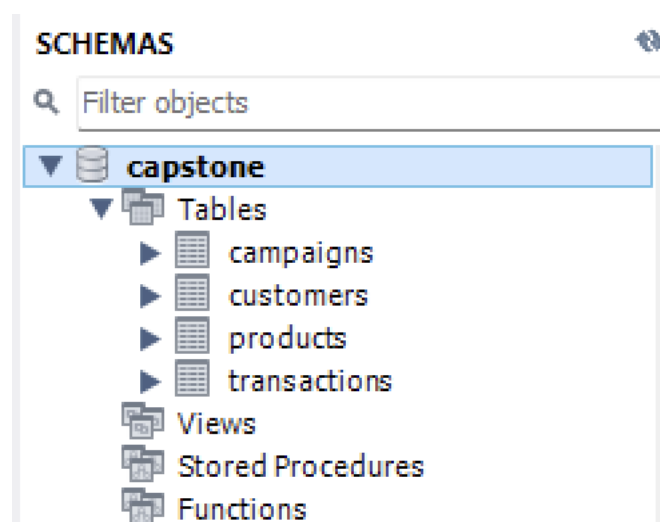 SCHEMAS
Filter objects
capstone
Tables
campaigns
customers
products
transactions
Views
Stored Procedures
Functions